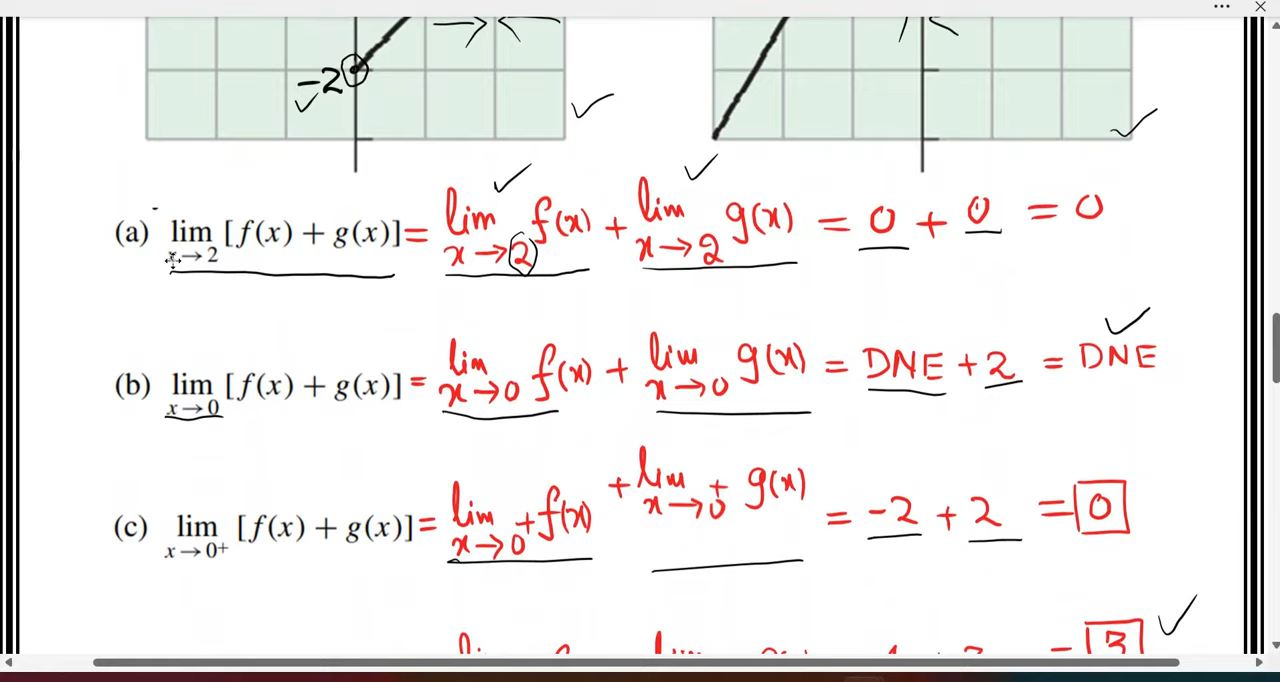 -2
(a) lim x→2 [f(x) + g(x)] = lim x→2 f(x) + lim x→2 g(x) = 0 + 0 = 0
(b) lim x→0 [f(x) + g(x)] = lim x→0 f(x) + lim x→0 g(x) = DNE + 2 = DNE
(c) lim x→0+ [f(x) + g(x)] = lim x→0+ f(x) + lim x→0+ g(x) = -2 + 2 = 0